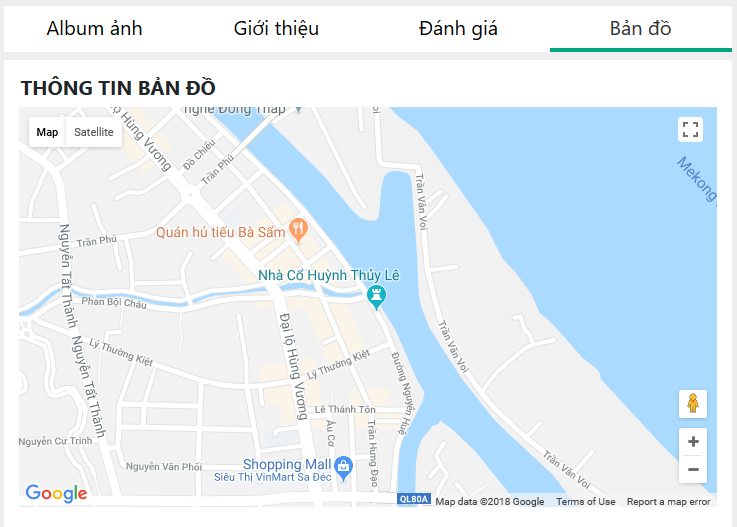 Album ảnh
Giới thiệu
Đánh giá
Bản đồ
THÔNG TIN BẢN ĐỒ
nghề Đồng Tháp
Map
Satellite
Hùng Vương
Đồ Chiểu
Trần Phú
Mekong
Trần Văn Voi
Quán hủ tiếu Bà Sẩm
Trần Phú
Nguyễn Tất Thành
Nhà Cổ Huỳnh Thủy Lê
Phan Bội Châu
Đại lộ Hùng Vương
Trần Văn Voi
Lý Thường Kiệt
Nguyễn Tất Thành
Lý Thường Kiệt
Đường Nguyễn Huệ
Lê Thánh Tôn
Âu Cơ
Trần Hưng Đạo
Nguyễn Cư Trinh
Nguyễn Văn Phối
Shopping Mall
Siêu Thị VinMart Sa Đéc
Trần Văn Voi
Google
QL80A
Map data ©2018 Google
Terms of Use
Report a map error